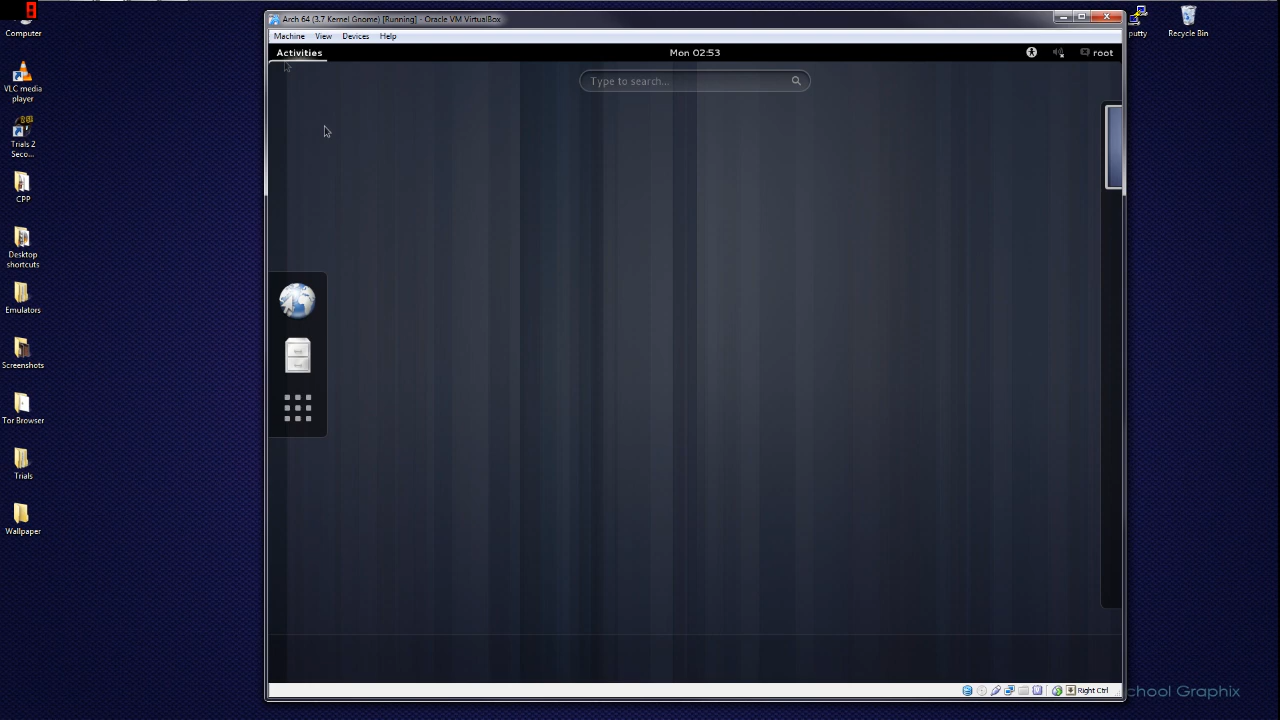 Arch 64 (3.7 Kernel Gnome) [Running] - Oracle VM VirtualBox
Machine View Devices Help
Activities
Mon 02:53
root
Type to search...
Computer
VLC media
player
Trials 2
Seco...
CPP
Desktop
shortcuts
Emulators
Screenshots
Tor Browser
Trials
Wallpaper
putty
Recycle Bin
Right Ctrl
chool Graphix